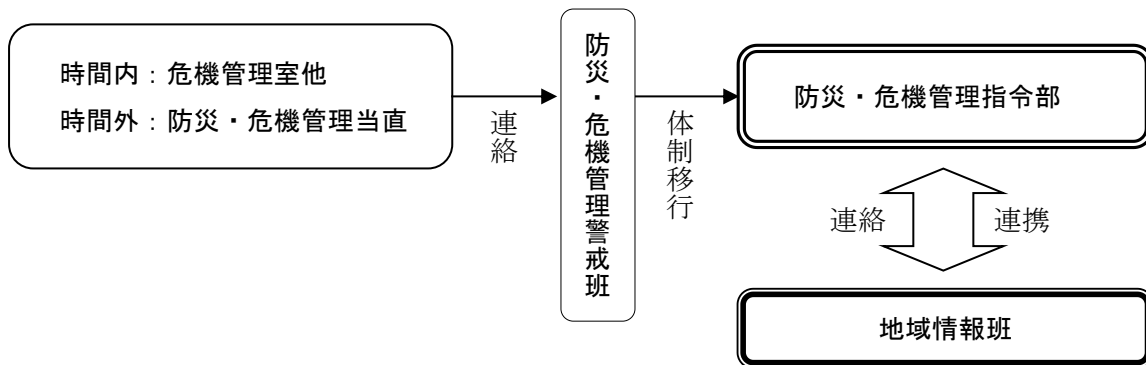 時間内：危機管理室他
時間外：防災・危機管理当直
連絡
防災・危機管理警戒班
体制移行
防災・危機管理指令部
連絡
連携
地域情報班